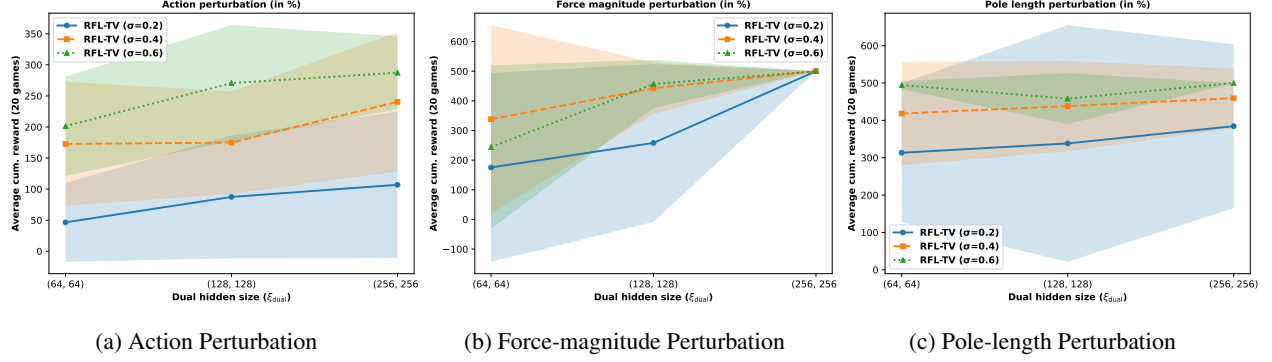 Action perturbation (in %)
Average cum. reward (20 games)
350
300
250
200
150
100
50
0
RFL-TV (σ=0.2)
RFL-TV (σ=0.4)
RFL-TV (σ=0.6)
(64, 64)
(128, 128)
(256, 256)
Dual hidden size (ξdual)
(a) Action Perturbation
Force magnitude perturbation (in %)
Average cum. reward (20 games)
600
500
400
300
200
100
0
−100
RFL-TV (σ=0.2)
RFL-TV (σ=0.4)
RFL-TV (σ=0.6)
(64, 64)
(128, 128)
(256, 256
Dual hidden size (ξdual)
(b) Force-magnitude Perturbation
Pole length perturbation (in %)
Average cum. reward (20 games)
600
500
400
300
200
100
0
RFL-TV (σ=0.2)
RFL-TV (σ=0.4)
RFL-TV (σ=0.6)
(64, 64)
(128, 128)
(256, 256
Dual hidden size (ξdual)
(c) Pole-length Perturbation